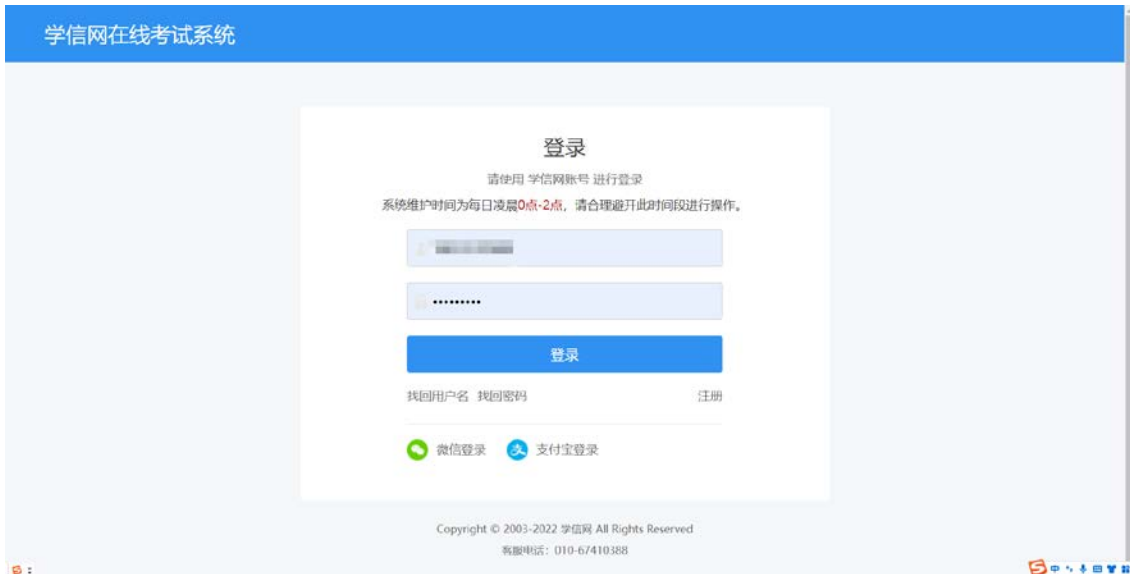 学信网在线考试系统
登录
请使用 学信网账号 进行登录
系统维护时间为每日凌晨0点-2点，请合理避开此时间段进行操作。
•••••••••
登录
找回用户名 找回密码 注册
微信登录 支付宝登录
Copyright © 2003-2022 学信网 All Rights Reserved
客服电话：010-67410388
中